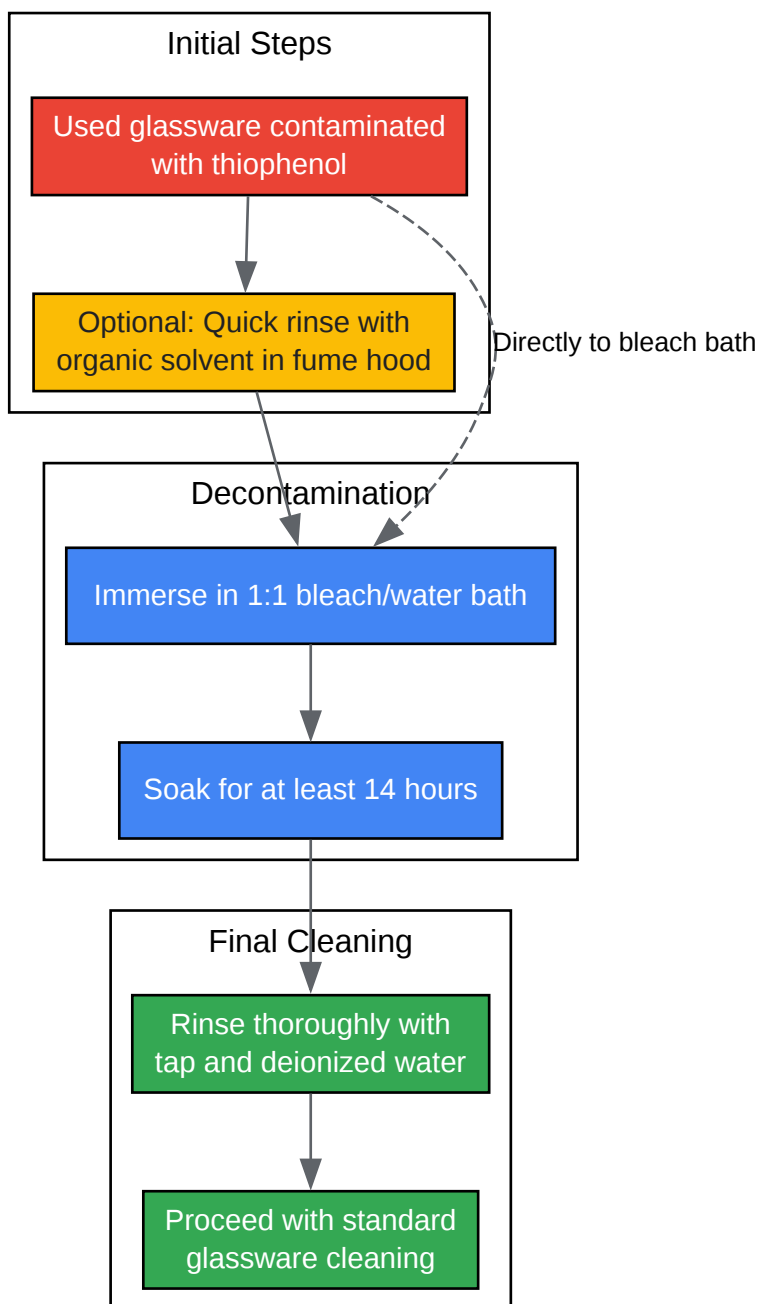 Initial Steps
Used glassware contaminated
with thiophenol
Optional: Quick rinse with
organic solvent in fume hood
Directly to bleach bath
Decontamination
Immerse in 1:1 bleach/water bath
Soak for at least 14 hours
Final Cleaning
Rinse thoroughly with
tap and deionized water
Proceed with standard
glassware cleaning